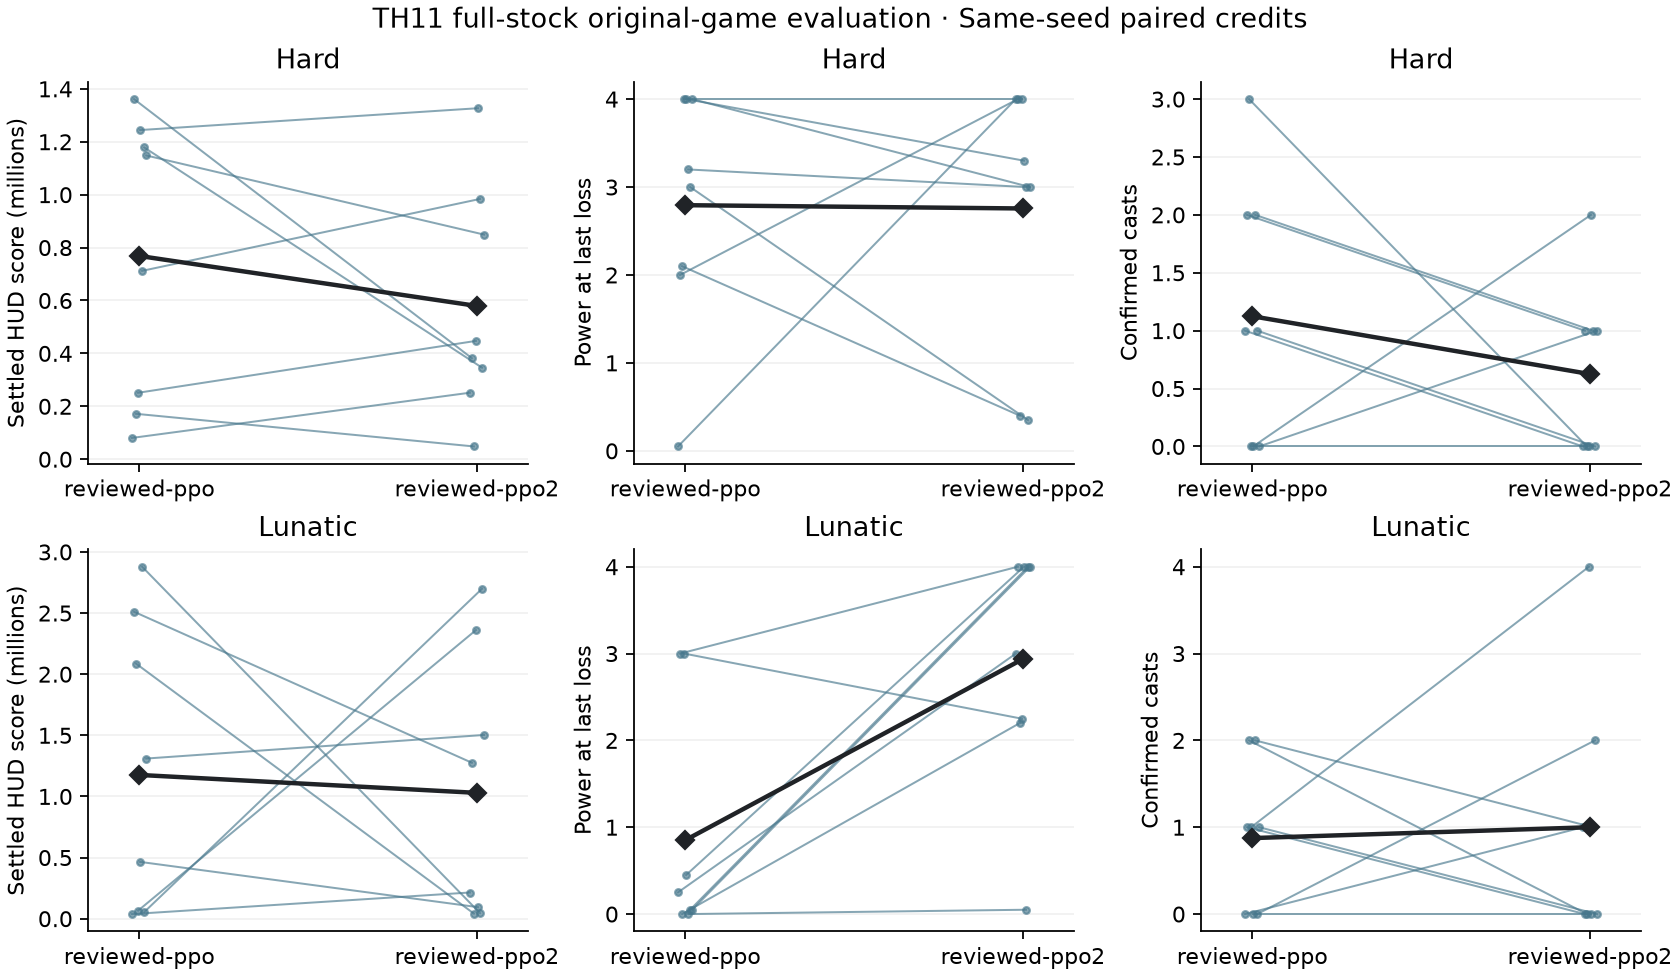 TH11 full-stock original-game evaluation · Same-seed paired credits
Hard
Settled HUD score (millions)
1.4
1.2
1.0
0.8
0.6
0.4
0.2
0.0
reviewed-ppo
reviewed-ppo2
Hard
Power at last loss
4
3
2
1
0
reviewed-ppo
reviewed-ppo2
Hard
Confirmed casts
3.0
2.5
2.0
1.5
1.0
0.5
0.0
reviewed-ppo
reviewed-ppo2
Lunatic
Settled HUD score (millions)
3.0
2.5
2.0
1.5
1.0
0.5
0.0
reviewed-ppo
reviewed-ppo2
Lunatic
Power at last loss
4
3
2
1
0
reviewed-ppo
reviewed-ppo2
Lunatic
Confirmed casts
4
3
2
1
0
reviewed-ppo
reviewed-ppo2